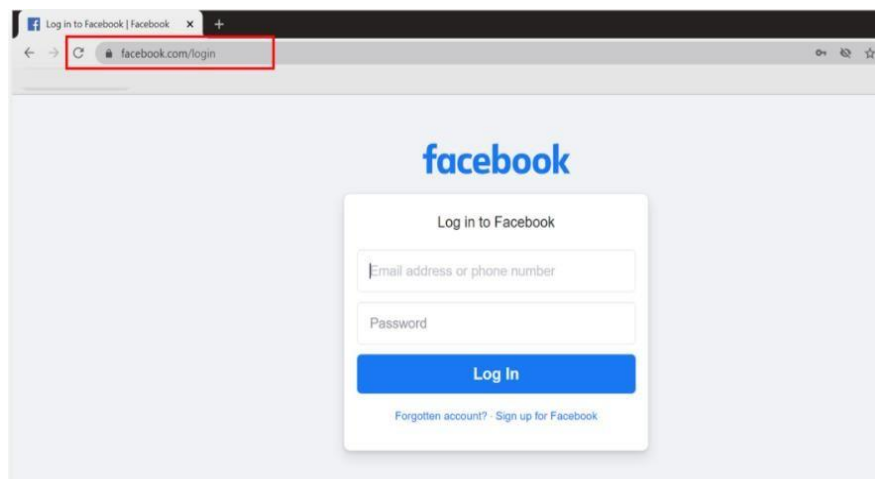 Log in to Facebook | Facebook
facebook.com/login
facebook
Log in to Facebook
Email address or phone number
Password
Log In
Forgotten account? · Sign up for Facebook